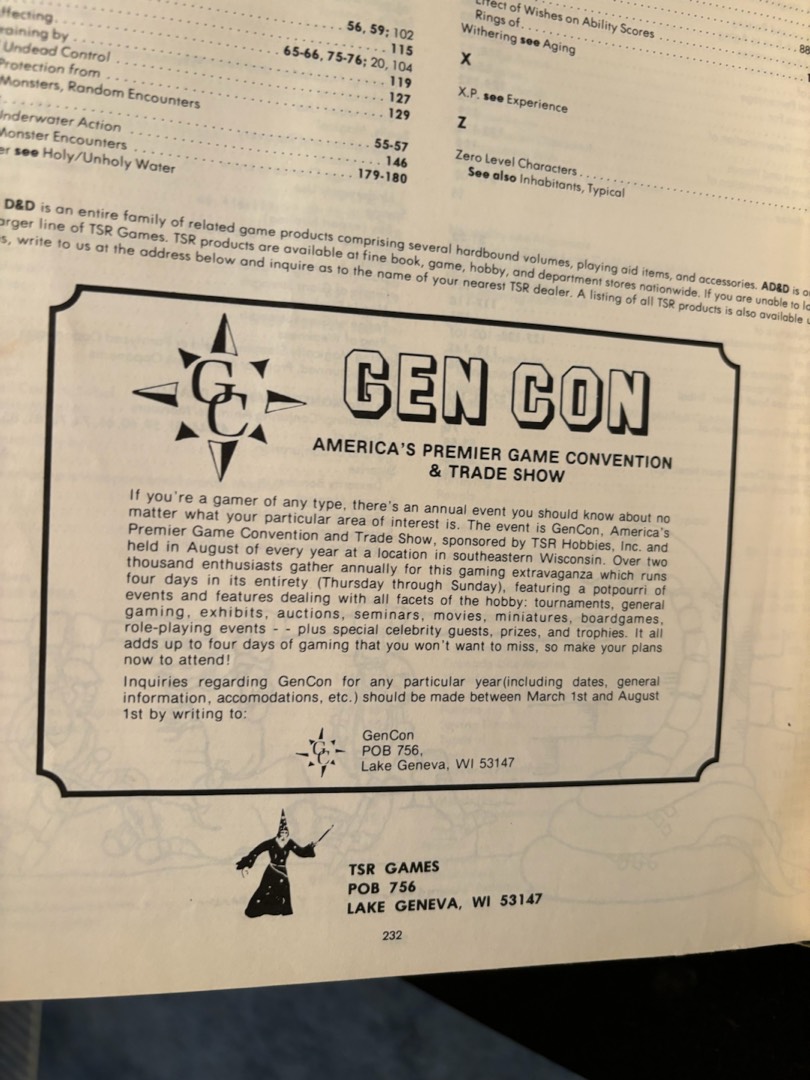 56, 59; 102
raining by
115
Undead Control
65-66, 75-76; 20, 104
Protection from
119
Monsters, Random Encounters
127
129
Underwater Action
55-57
Monster Encounters
146
see Holy/Unholy Water
179-180
Effect of Wishes on Ability Scores
88
Rings of
Withering see Aging
X
X.P. see Experience
Z
Zero Level Characters
See also Inhabitants, Typical
D&D is an entire family of related game products comprising several hardbound volumes, playing aid items, and accessories. AD&D is
arger line of TSR Games. TSR products are available at fine book, game, hobby, and department stores nationwide. If you are unable to
s, write to us at the address below and inquire as to the name of your nearest TSR dealer. A listing of all TSR products is also available
GC
GEN CON
AMERICA'S PREMIER GAME CONVENTION
& TRADE SHOW
If you're a gamer of any type, there's an annual event you should know about no
matter what your particular area of interest is. The event is GenCon, America's
Premier Game Convention and Trade Show, sponsored by TSR Hobbies, Inc. and
held in August of every year at a location in southeastern Wisconsin. Over two
thousand enthusiasts gather annually for this gaming extravaganza which runs
four days in its entirety (Thursday through Sunday), featuring a potpourri of
events and features dealing with all facets of the hobby: tournaments, general
gaming, exhibits, auctions, seminars, movies, miniatures, boardgames,
role-playing events - - plus special celebrity guests, prizes, and trophies. It all
adds up to four days of gaming that you won't want to miss, so make your plans
now to attend!
Inquiries regarding GenCon for any particular year(including dates, general
information, accomodations, etc.) should be made between March 1st and August
1st by writing to:
GC
GenCon
POB 756,
Lake Geneva, WI 53147
TSR GAMES
POB 756
LAKE GENEVA, WI 53147
232